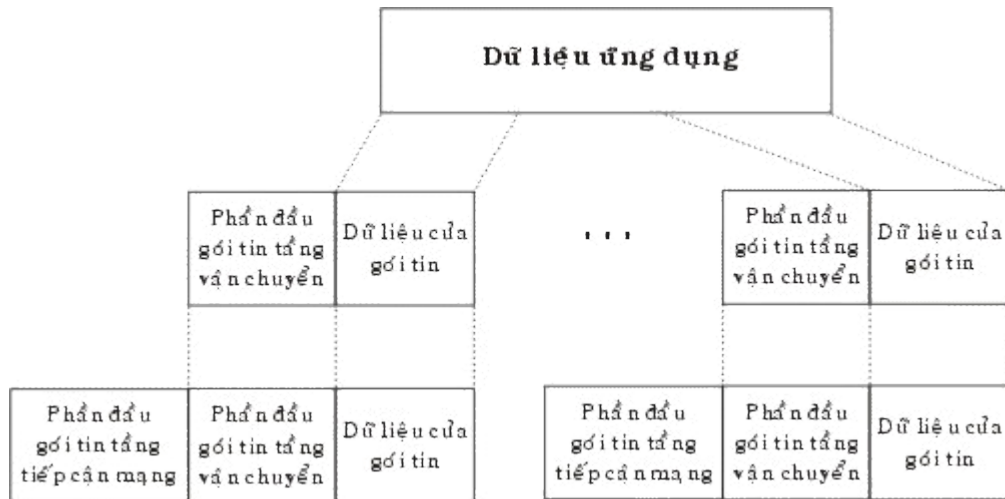 Dữ liệu ứng dụng
Phần đầu
gói tin tầng
vận chuyển
Dữ liệu của
gói tin
...
Phần đầu
gói tin tầng
vận chuyển
Dữ liệu của
gói tin
Phần đầu
gói tin tầng
tiếp cận mạng
Phần đầu
gói tin tầng
vận chuyển
Dữ liệu của
gói tin
Phần đầu
gói tin tầng
tiếp cận mạng
Phần đầu
gói tin tầng
vận chuyển
Dữ liệu của
gói tin